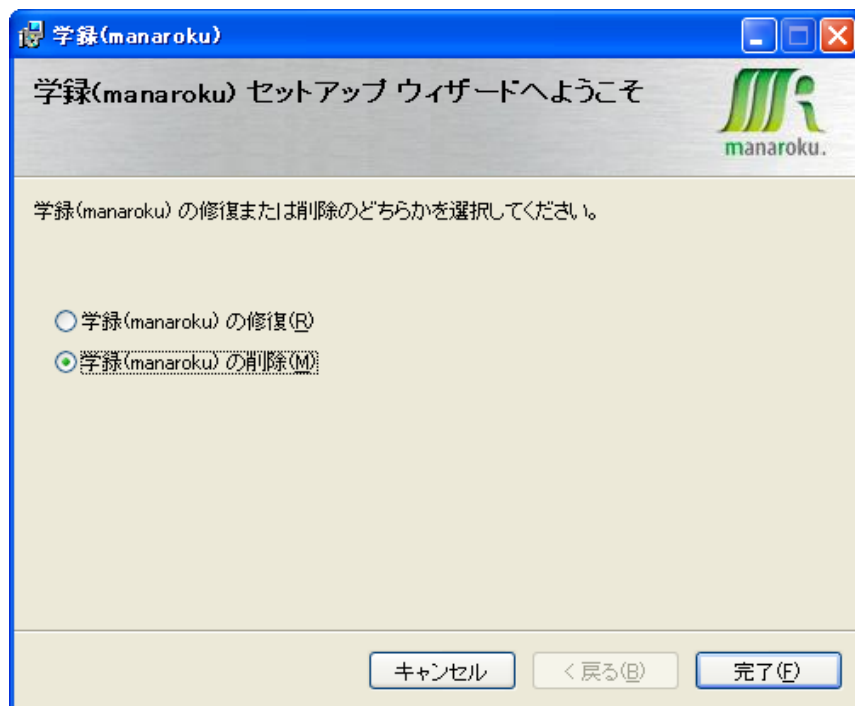 学録(manaroku)
学録(manaroku) セットアップ ウィザードへようこそ
manaroku.
学録(manaroku) の修復または削除のどちらかを選択してください。
学録(manaroku) の修復(R)
学録(manaroku) の削除(M)
キャンセル
< 戻る(B)
完了(F)